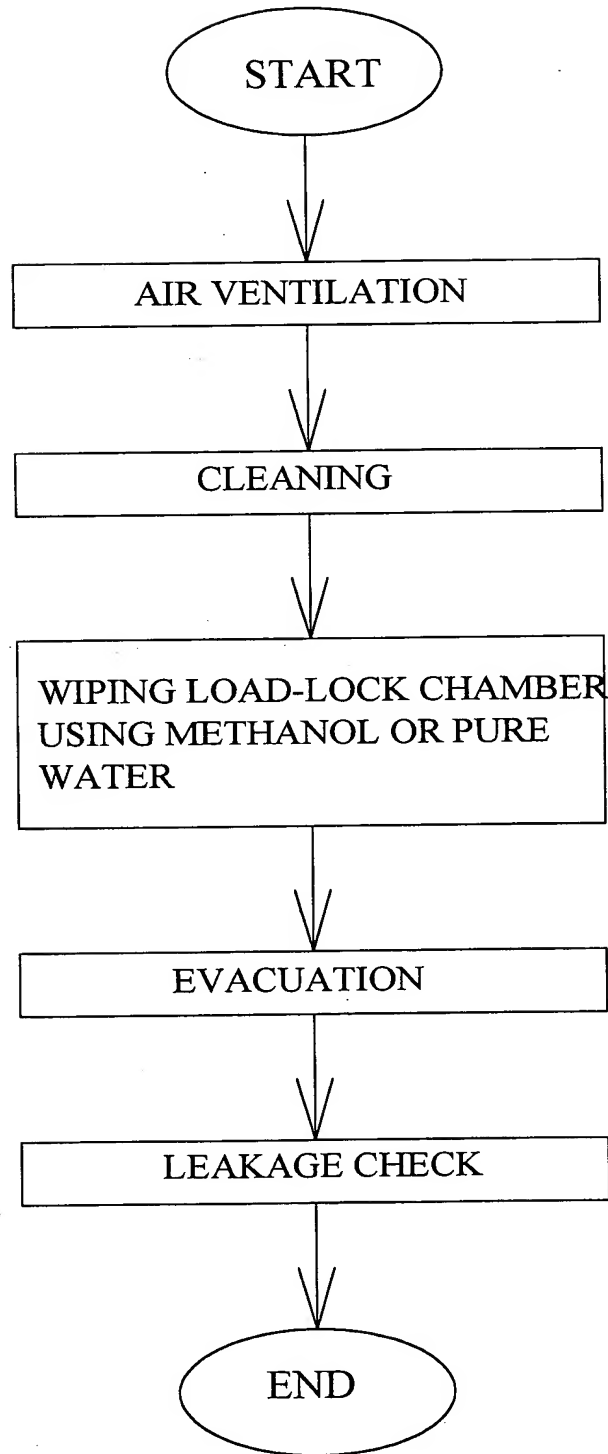 START
AIR VENTILATION
CLEANING
WIPING LOAD-LOCK CHAMBER
USING METHANOL OR PURE
WATER
EVACUATION
LEAKAGE CHECK
END